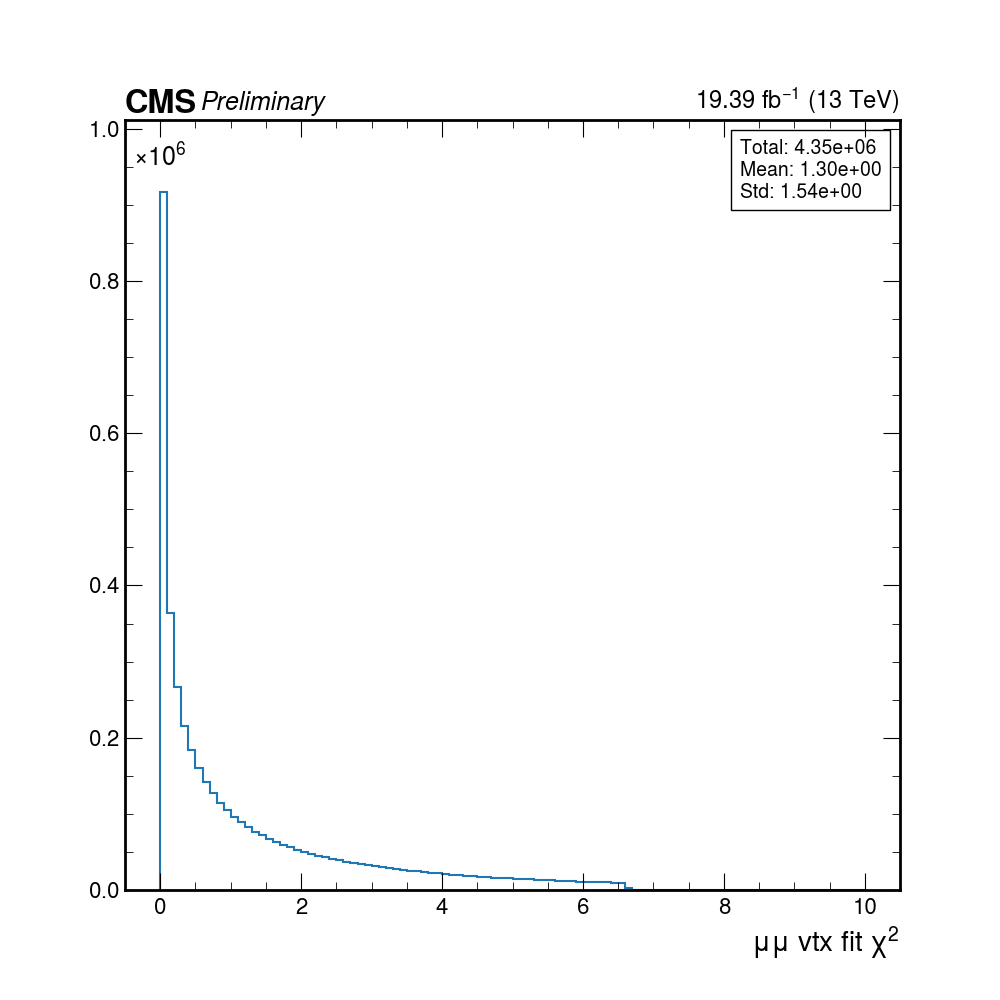 CMS Preliminary 19.39 fb⁻¹ (13 TeV)
×10⁶
Total: 4.35e+06
Mean: 1.30e+00
Std: 1.54e+00
1.0
0.8
0.6
0.4
0.2
0.0
0 2 4 6 8 10
μμ vtx fit χ²